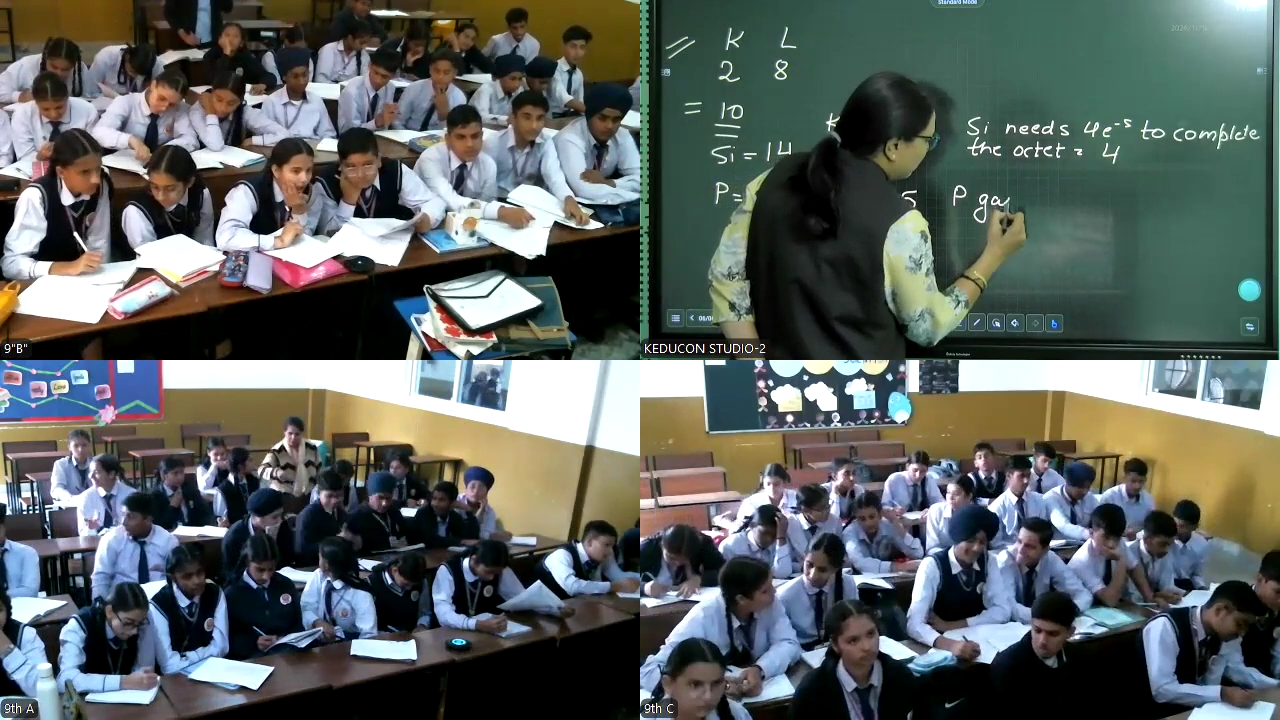 9"B"
Standard Mode
K L
2 8
= 10
Si = 14
Si needs 4e⁻s to complete
the octet = 4
P =
5 P ga
KEDUCON STUDIO-2
9th A
9th C